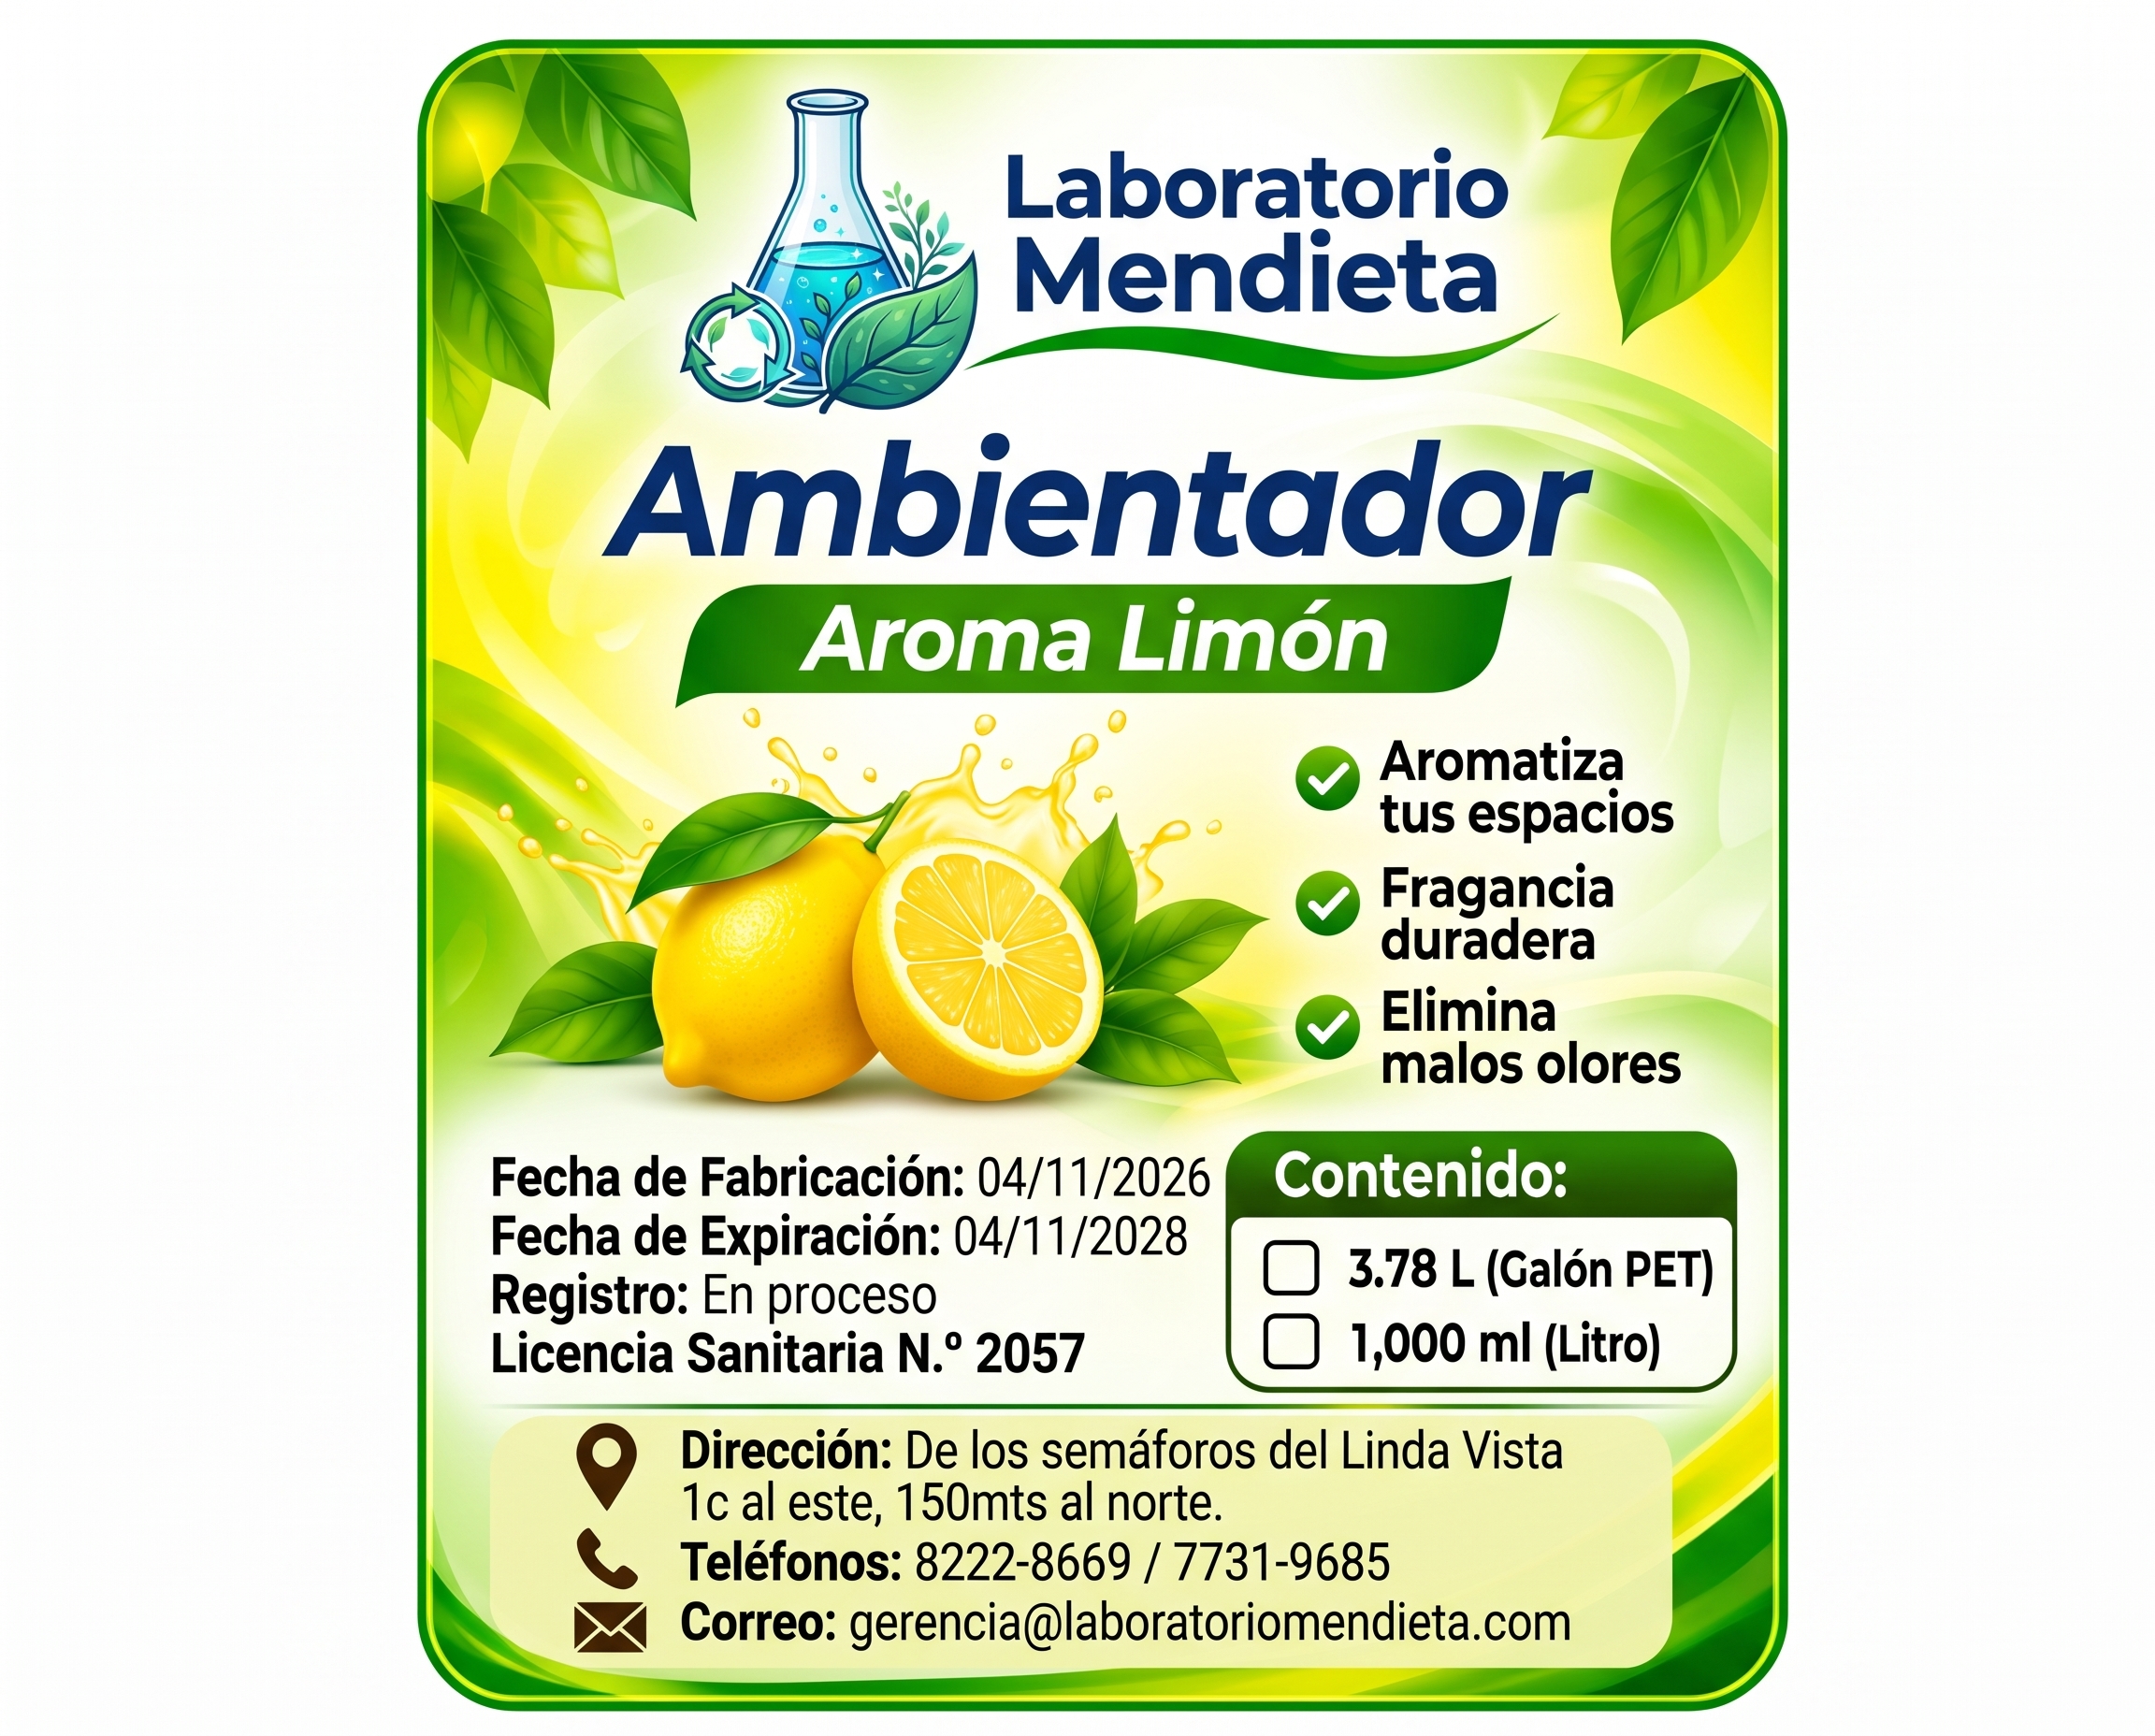 Laboratorio
Mendieta
Ambientador
Aroma Limón
Aromatiza
tus espacios
Fragancia
duradera
Elimina
malos olores
Fecha de Fabricación: 04/11/2026
Fecha de Expiración: 04/11/2028
Registro: En proceso
Licencia Sanitaria N.º 2057
Contenido:
3.78 L (Galón PET)
1,000 ml (Litro)
Dirección: De los semáforos del Linda Vista
1c al este, 150mts al norte.
Teléfonos: 8222-8669 / 7731-9685
Correo: gerencia@laboratoriomendieta.com